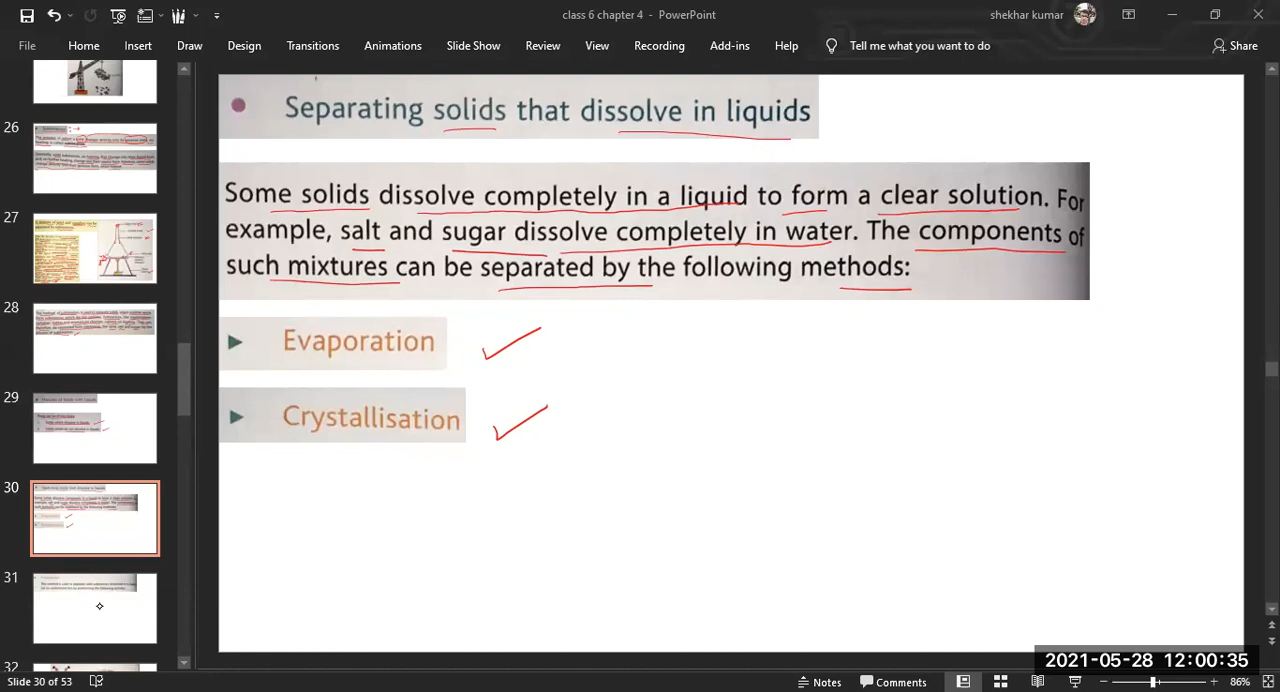 class 6 chapter 4 - PowerPoint
shekhar kumar
File Home Insert Draw Design Transitions Animations Slide Show Review View Recording Add-ins Help Tell me what you want to do Share
26
27
28
29
30
31
32
• Separating solids that dissolve in liquids
Some solids dissolve completely in a liquid to form a clear solution. For
example, salt and sugar dissolve completely in water. The components of
such mixtures can be separated by the following methods:
Evaporation
Crystallisation
2021-05-28 12:00:35
Slide 30 of 53 Notes Comments 86%